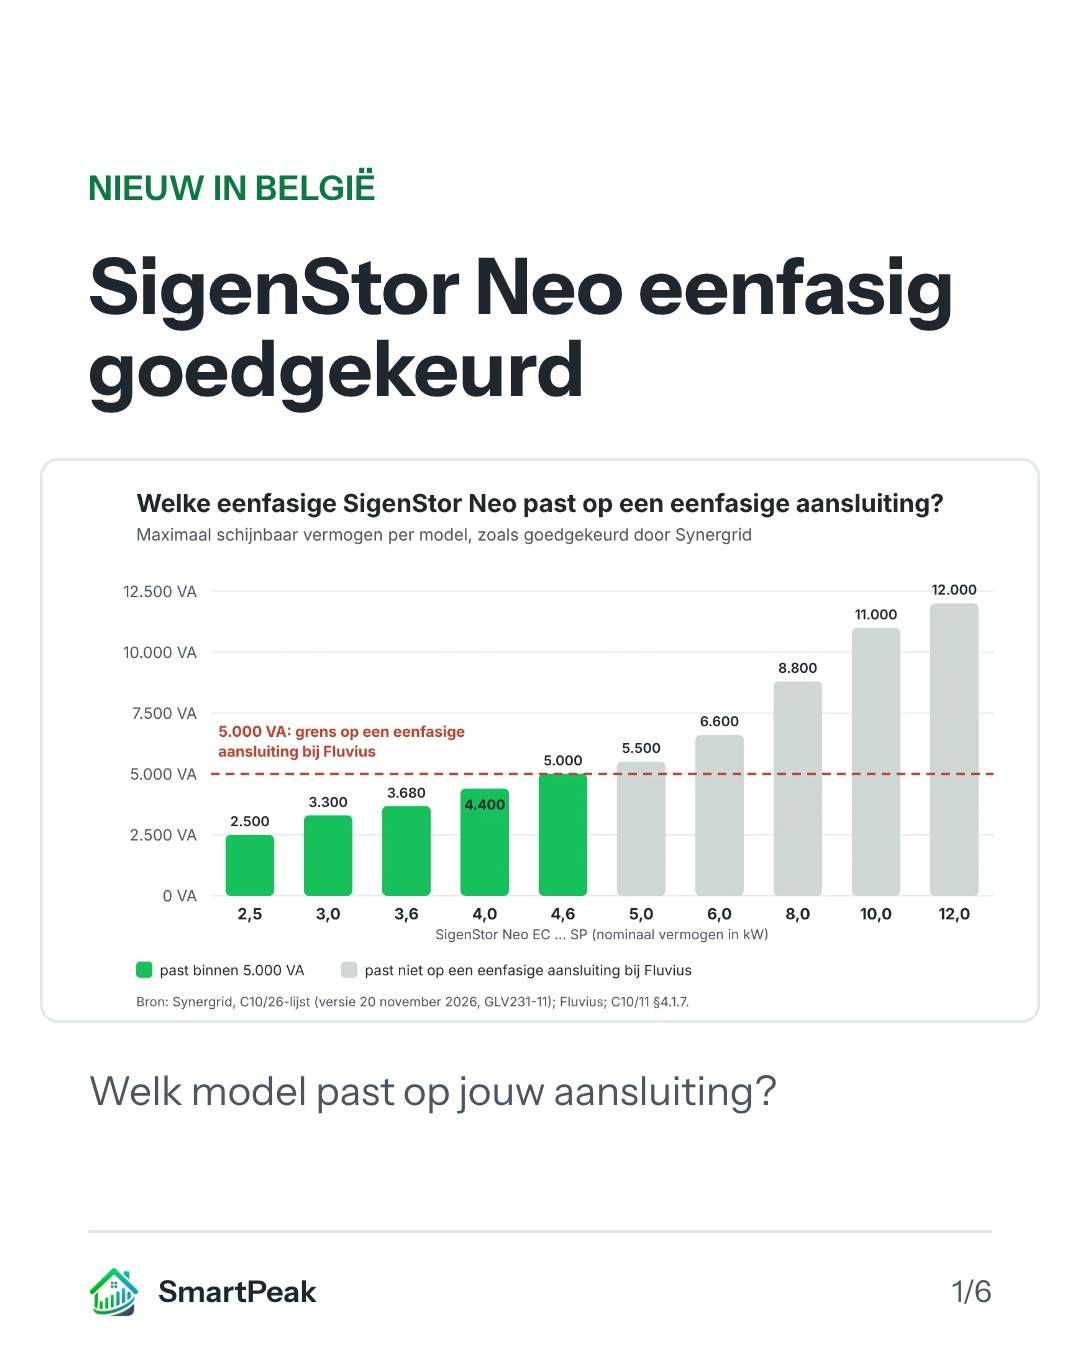 NIEUW IN BELGIË
SigenStor Neo eenfasig
goedgekeurd
Welke eenfasige SigenStor Neo past op een eenfasige aansluiting?
Maximaal schijnbaar vermogen per model, zoals goedgekeurd door Synergrid
12.500 VA
10.000 VA
7.500 VA
5.000 VA
2.500 VA
0 VA
5.000 VA: grens op een eenfasige
aansluiting bij Fluvius
2.500
3.300
3.680
4.400
5.000
5.500
6.600
8.800
11.000
12.000
2,5 3,0 3,6 4,0 4,6 5,0 6,0 8,0 10,0 12,0
SigenStor Neo EC ... SP (nominaal vermogen in kW)
past binnen 5.000 VA past niet op een eenfasige aansluiting bij Fluvius
Bron: Synergrid, C10/26-lijst (versie 20 november 2026, GLV231-11); Fluvius; C10/11 §4.1.7.
Welk model past op jouw aansluiting?
SmartPeak 1/6